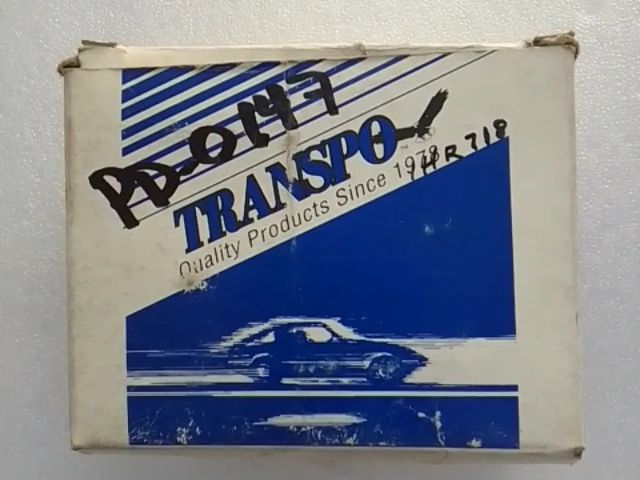 PD-0147
TRANSPO
Quality Products Since 1978
HR718